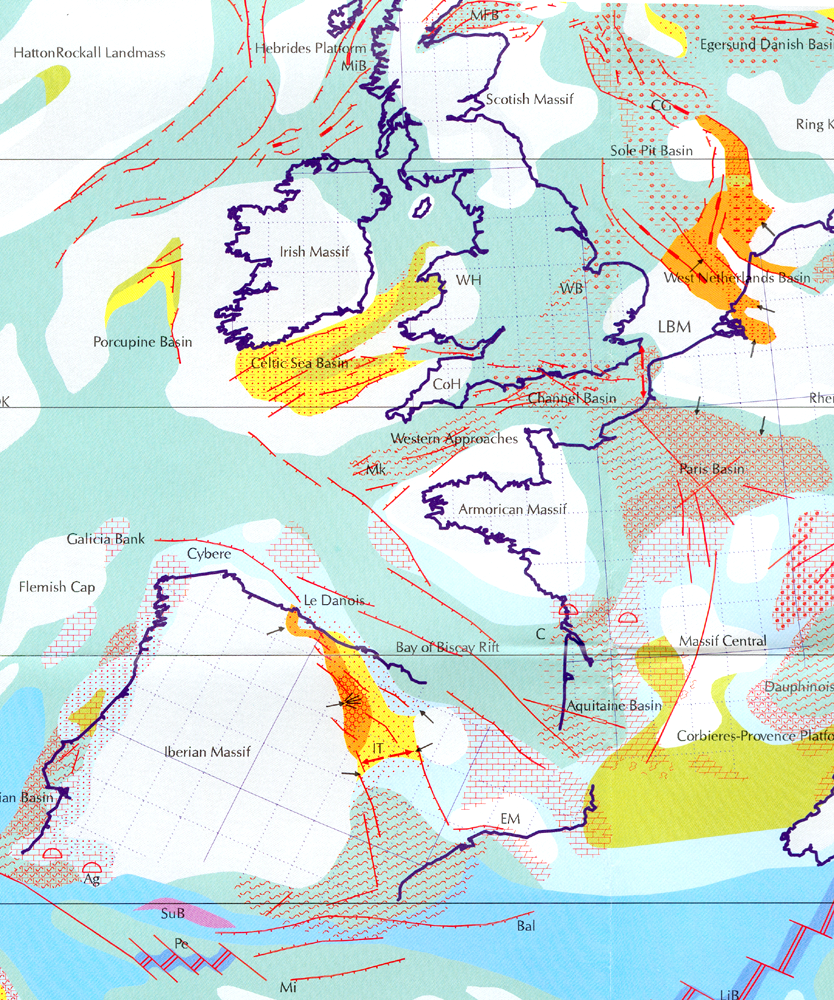 MFB
Egersund Danish Basi
HattonRockall Landmass
Hebrides Platform
MiB
Scotish Massif
CG
Ring K
Sole Pit Basin
Irish Massif
WH
WB
West Netherlands Basin
LBM
Porcupine Basin
Celtic Sea Basin
CoH
Channel Basin
Rhei
OK
Western Approaches
Mk
Paris Basin
Armorican Massif
Galicia Bank
Cybere
Flemish Cap
Le Danois
C
Bay of Biscay Rift
Massif Central
Dauphinois
Aquitaine Basin
Corbieres-Provence Platfo
Iberian Massif
IT
ian Basin
EM
Ag
SuB
Bal
Pe
Mi
LiB